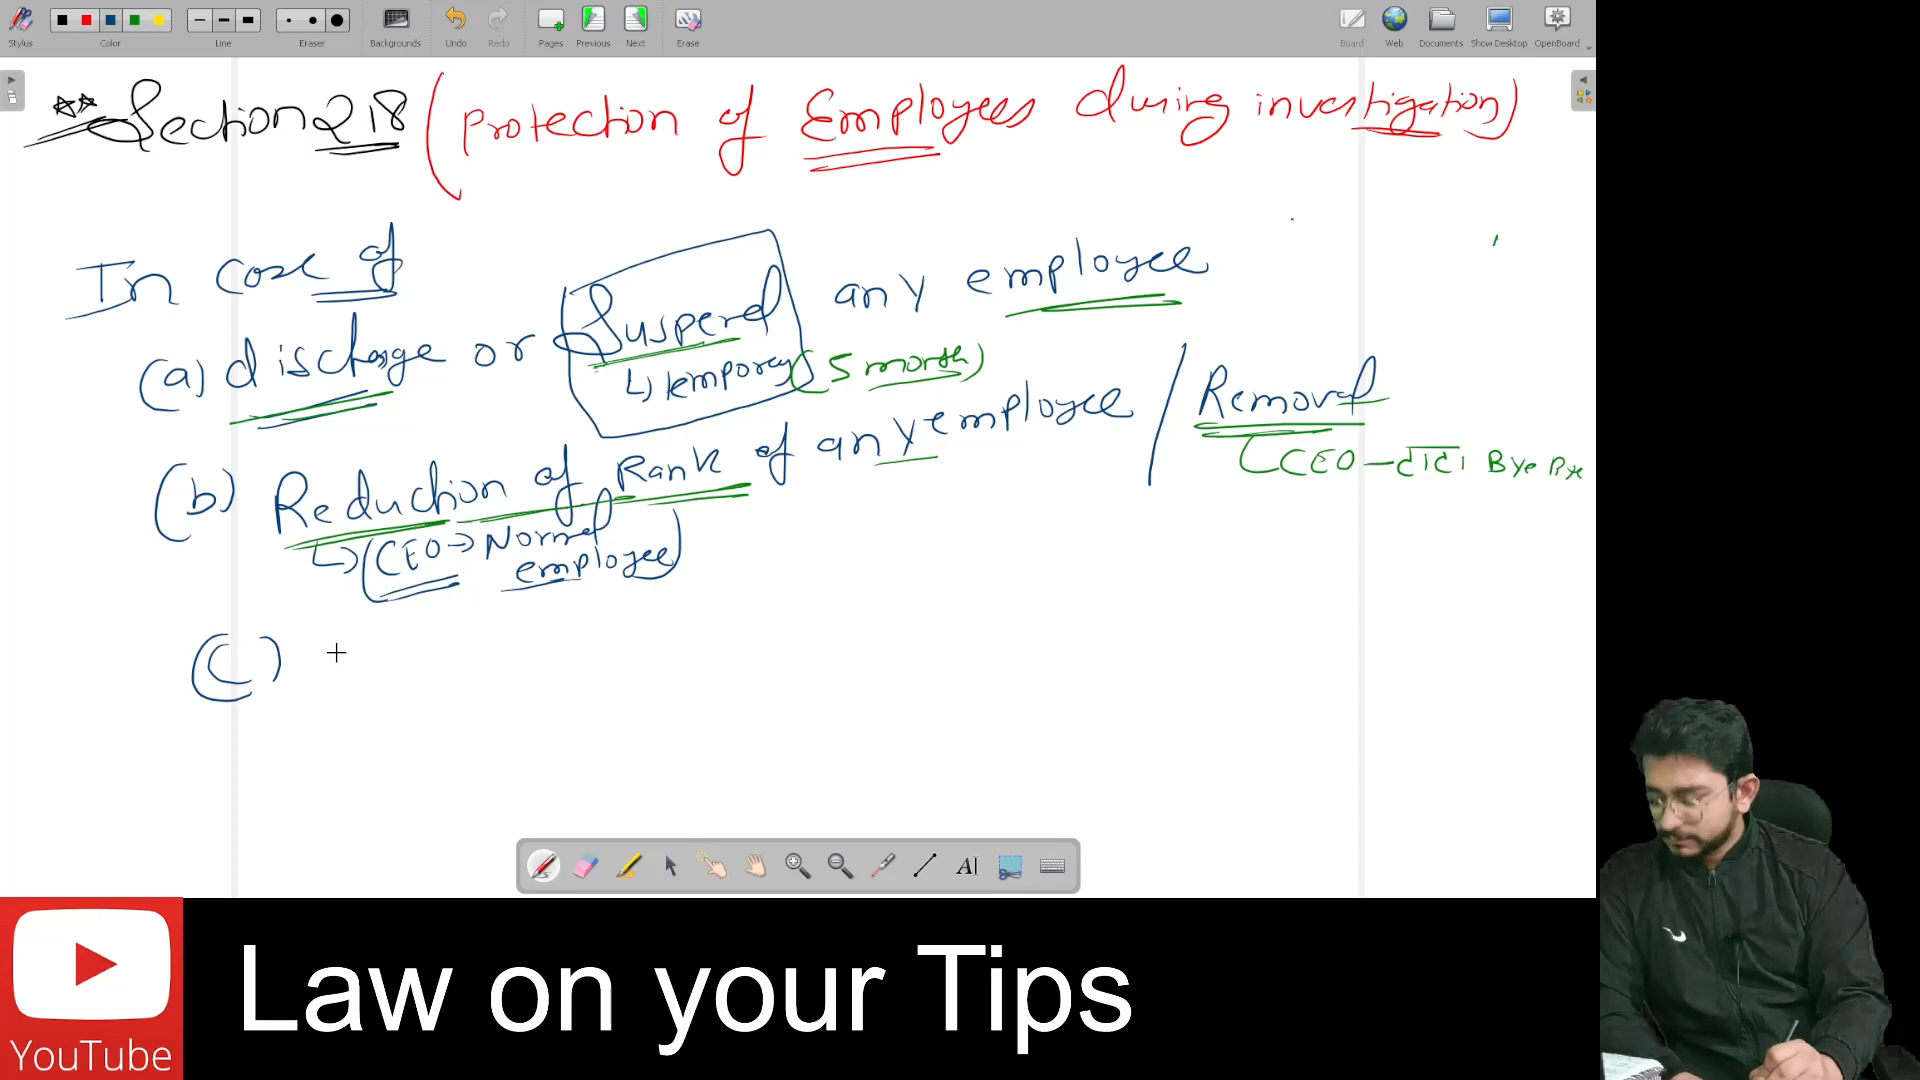 Stylus Color Line Eraser Backgrounds Undo Redo Pages Previous Next Erase Board Web Documents Show Desktop OpenBoard
Section 218 (Protection of Employees during investigation)
In case of
(a) discharge or Suspend any employee
↳ temporary (5 month)
(b) Reduction of Rank of any employee / Removal
(CEO – टाटा Bye Bye
↳ (CEO → Normal employee)
(C)
AI
YouTube
Law on your Tips